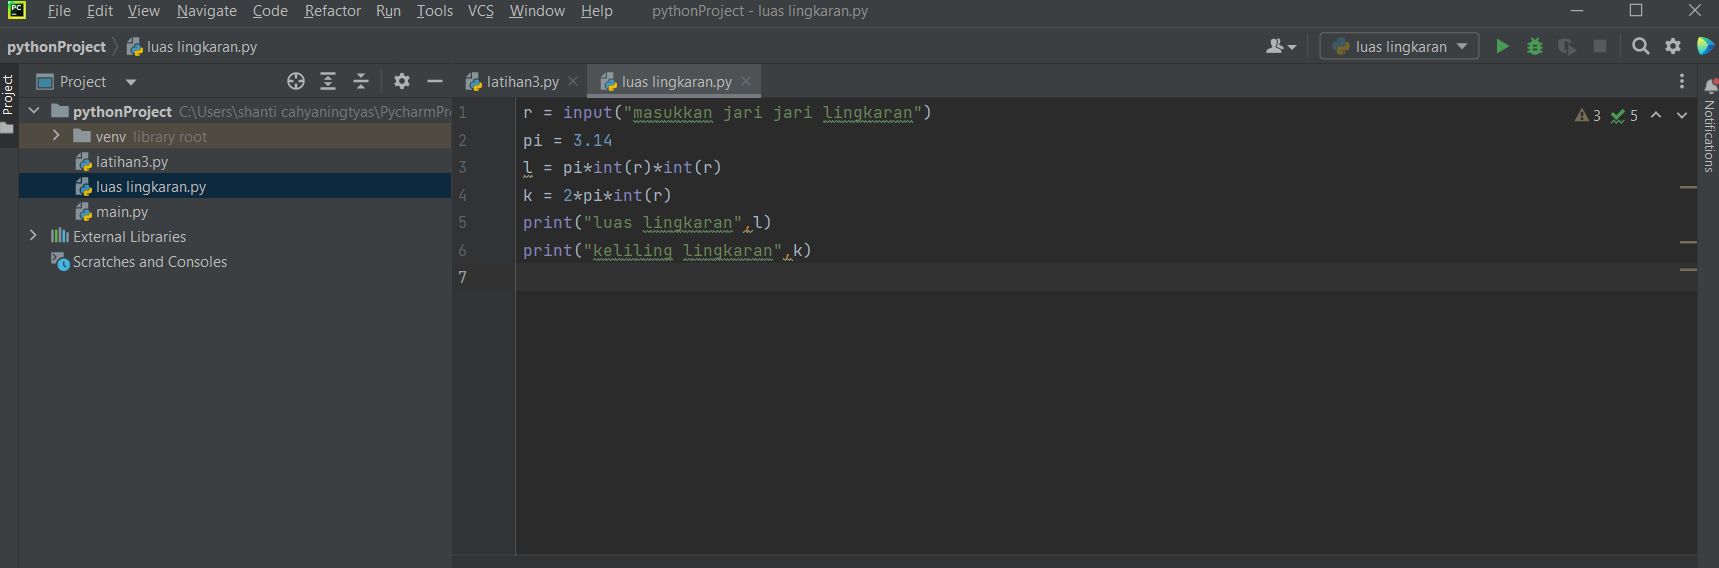 PC File Edit View Navigate Code Refactor Run Tools VCS Window Help pythonProject - luas lingkaran.py
pythonProject luas lingkaran.py luas lingkaran
Project
Project
latihan3.py luas lingkaran.py
pythonProject C:\Users\shanti cahyaningtyas\PycharmPr
venv library root
latihan3.py
luas lingkaran.py
main.py
External Libraries
Scratches and Consoles
1 r = input("masukkan jari jari lingkaran")
2 pi = 3.14
3 l = pi*int(r)*int(r)
4 k = 2*pi*int(r)
5 print("luas lingkaran",l)
6 print("keliling lingkaran",k)
7
3 5
Notifications